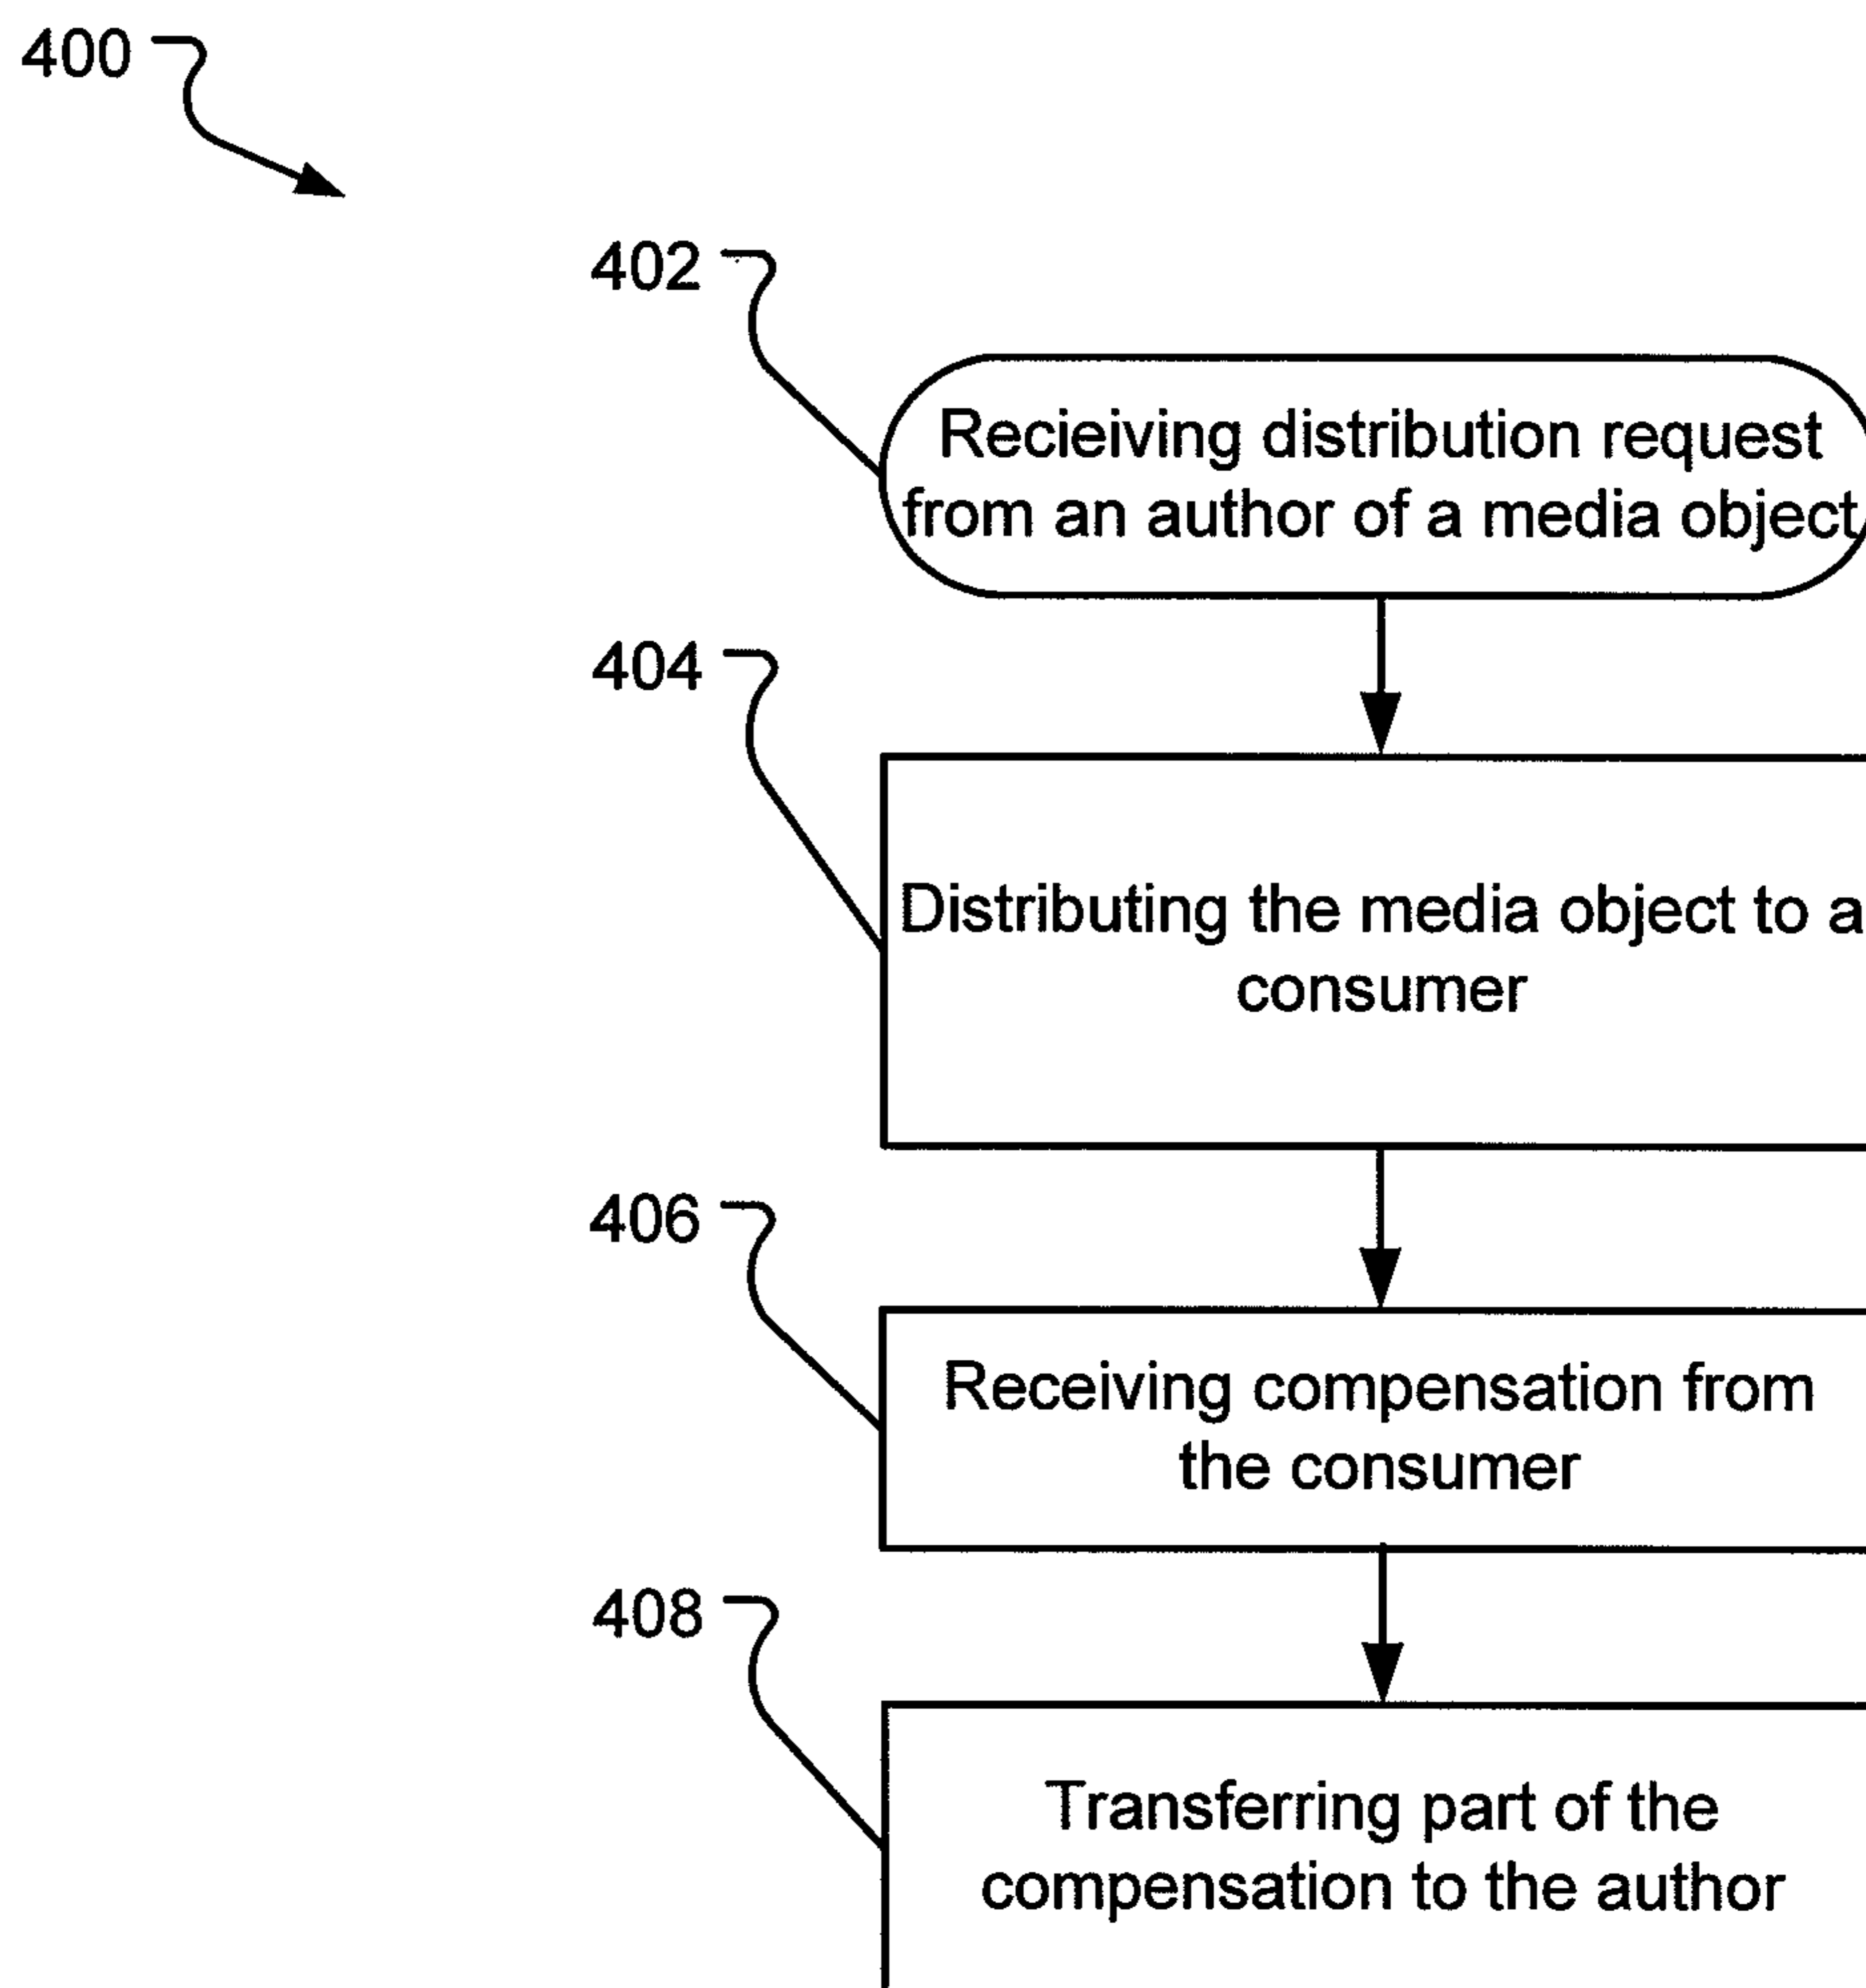 400
402
Recieiving distribution request
from an author of a media object
404
Distributing the media object to a
consumer
406
Receiving compensation from
the consumer
408
Transferring part of the
compensation to the author